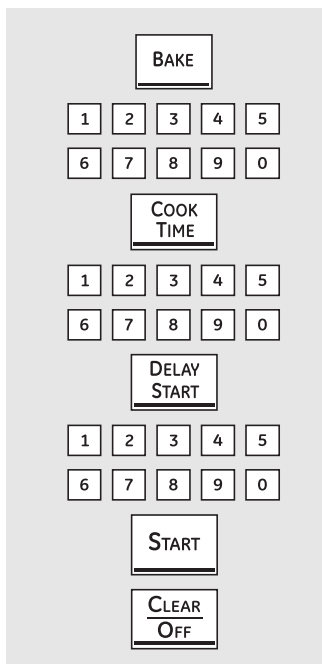 BAKE
1 2 3 4 5
6 7 8 9 0
COOK
TIME
1 2 3 4 5
6 7 8 9 0
DELAY
START
1 2 3 4 5
6 7 8 9 0
START
CLEAR
OFF